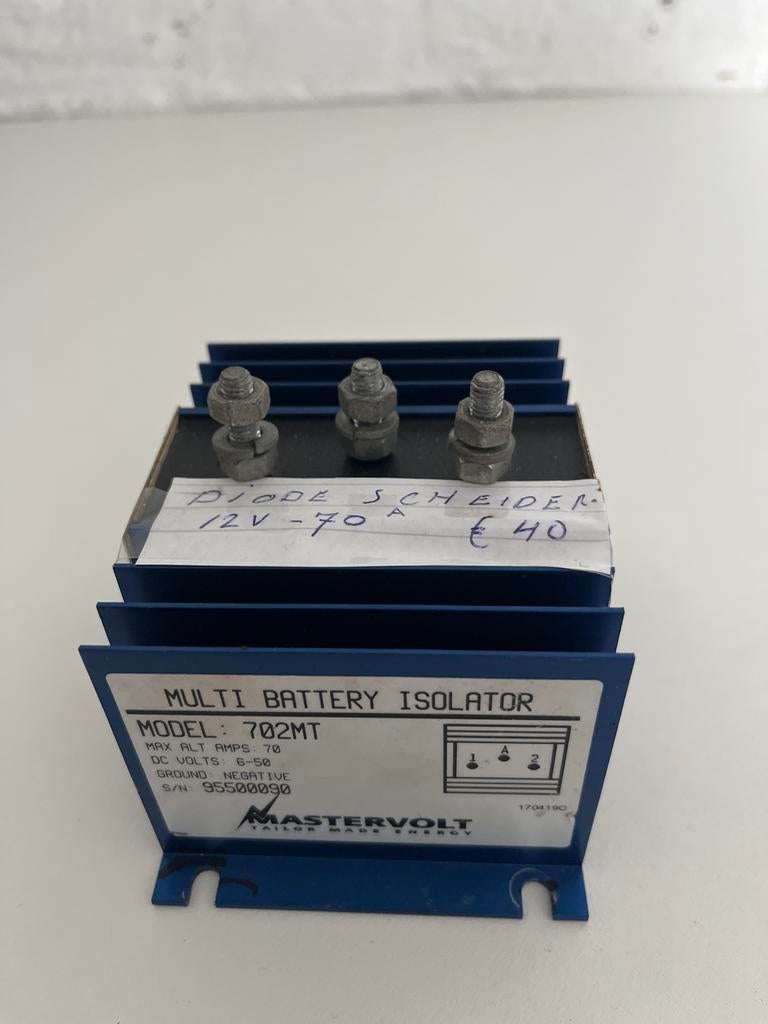 DIODE SCHEIDER.
12V - 70 A € 40
MULTI BATTERY ISOLATOR
MODEL: 702MT
MAX ALT AMPS: 70
DC VOLTS: 6-50
GROUND: NEGATIVE
S/N: 95500090
1 A 2
170419C
MASTERVOLT
TAILOR MADE ENERGY